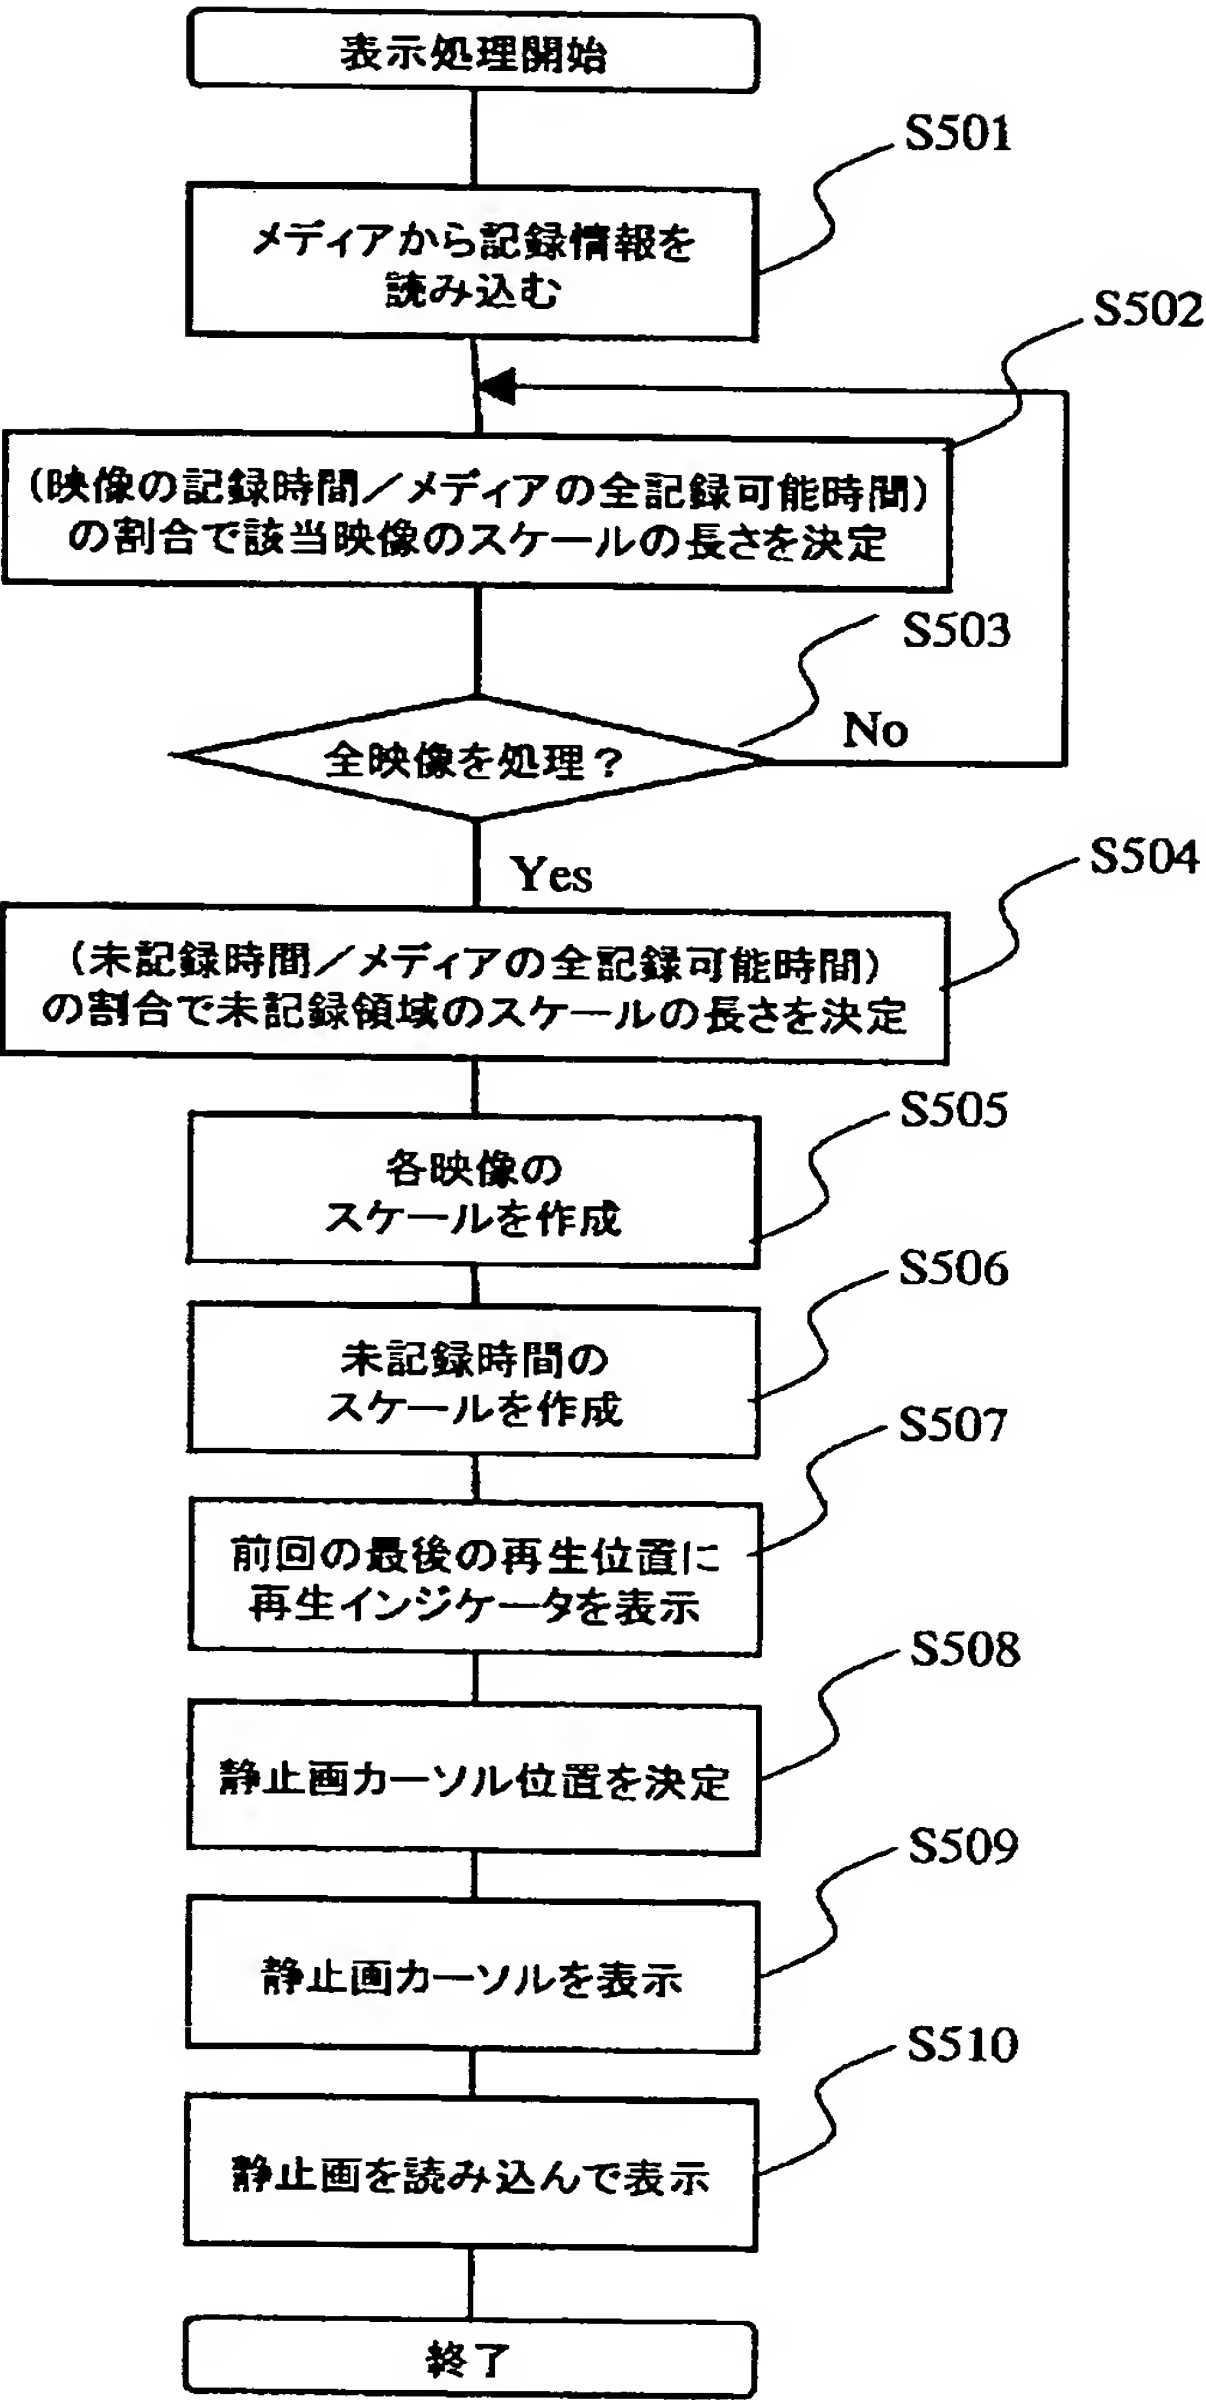 表示処理開始
S501
メディアから記録情報を
読み込む
S502
(映像の記録時間／メディアの全記録可能時間)
の割合で該当映像のスケールの長さを決定
S503
全映像を処理？
No
Yes
S504
(未記録時間／メディアの全記録可能時間)
の割合で未記録領域のスケールの長さを決定
S505
各映像の
スケールを作成
S506
未記録時間の
スケールを作成
S507
前回の最後の再生位置に
再生インジケータを表示
S508
静止画カーソル位置を決定
S509
静止画カーソルを表示
S510
静止画を読み込んで表示
終了